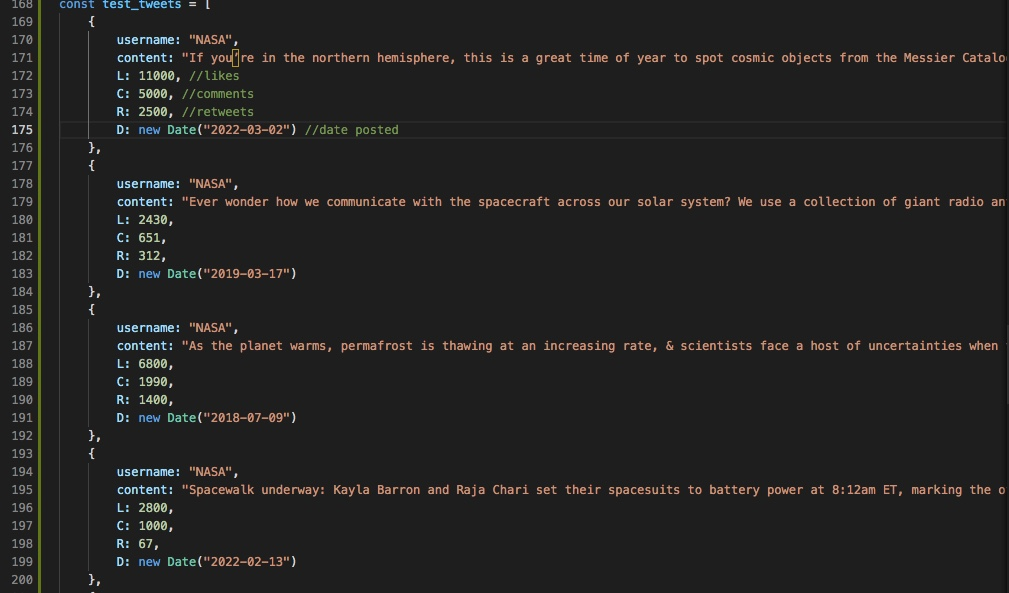 168 const test_tweets = [
169 {
170 username: "NASA",
171 content: "If you’re in the northern hemisphere, this is a great time of year to spot cosmic objects from the Messier Catalo
172 L: 11000, //likes
173 C: 5000, //comments
174 R: 2500, //retweets
175 D: new Date("2022-03-02") //date posted
176 },
177 {
178 username: "NASA",
179 content: "Ever wonder how we communicate with the spacecraft across our solar system? We use a collection of giant radio an
180 L: 2430,
181 C: 651,
182 R: 312,
183 D: new Date("2019-03-17")
184 },
185 {
186 username: "NASA",
187 content: "As the planet warms, permafrost is thawing at an increasing rate, & scientists face a host of uncertainties when
188 L: 6800,
189 C: 1990,
190 R: 1400,
191 D: new Date("2018-07-09")
192 },
193 {
194 username: "NASA",
195 content: "Spacewalk underway: Kayla Barron and Raja Chari set their spacesuits to battery power at 8:12am ET, marking the o
196 L: 2800,
197 C: 1000,
198 R: 67,
199 D: new Date("2022-02-13")
200 },